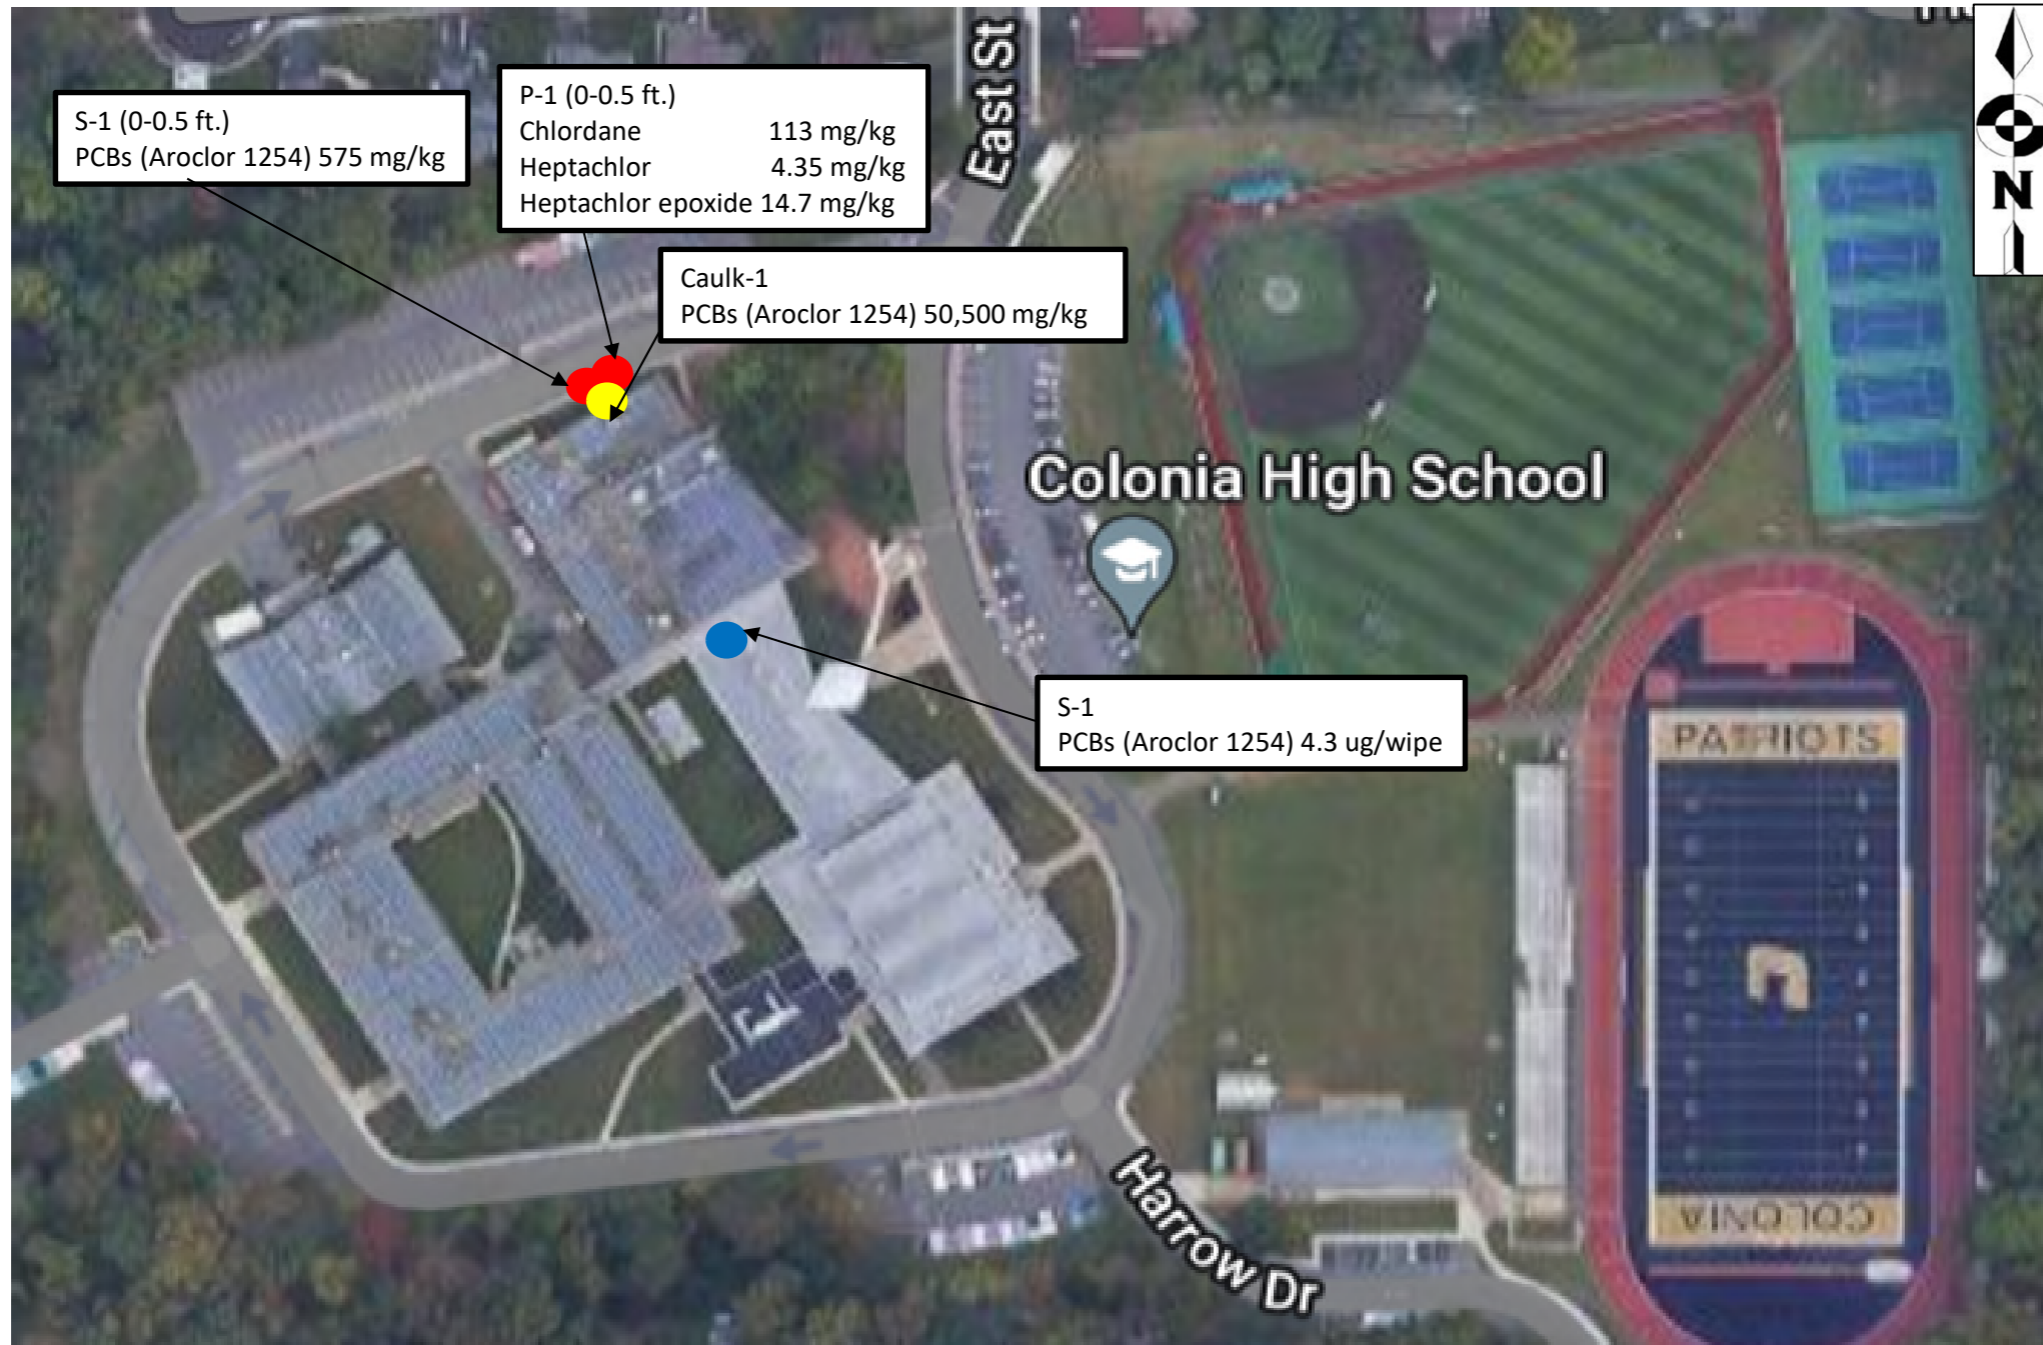 East St
S-1 (0-0.5 ft.)
PCBs (Aroclor 1254) 575 mg/kg
P-1 (0-0.5 ft.)
Chlordane 113 mg/kg
Heptachlor 4.35 mg/kg
Heptachlor epoxide 14.7 mg/kg
N
Caulk-1
PCBs (Aroclor 1254) 50,500 mg/kg
Colonia High School
S-1
PCBs (Aroclor 1254) 4.3 ug/wipe
PATRIOTS
COLONIA
Harrow Dr